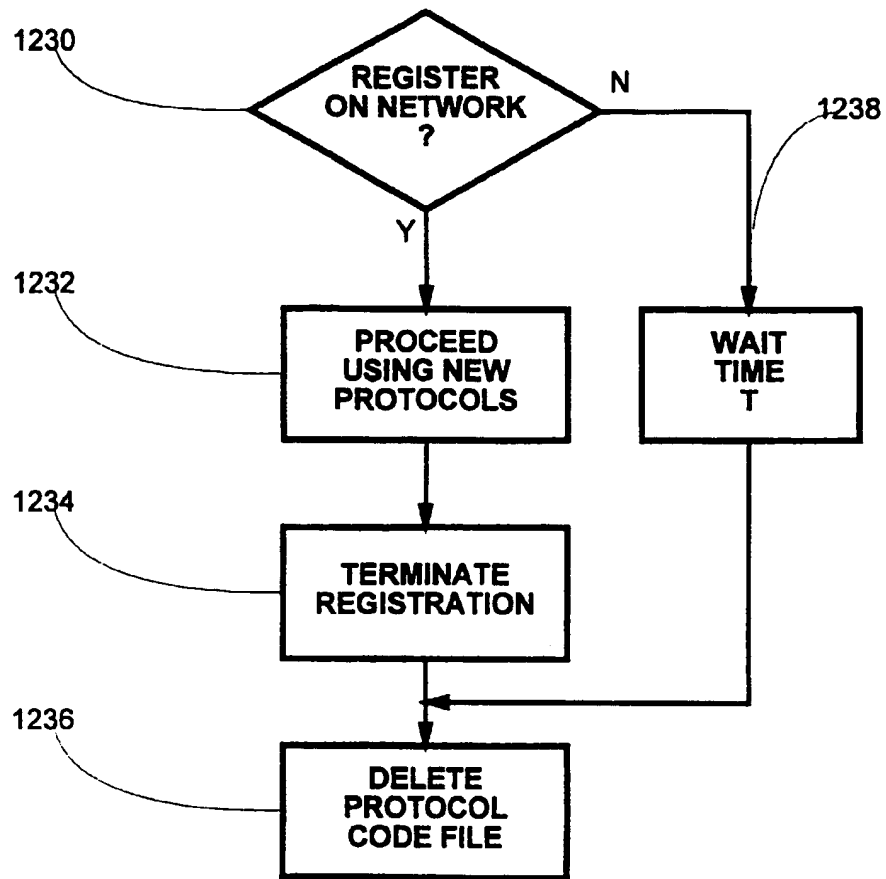 1230
REGISTER
ON NETWORK
?
N
1238
Y
1232
PROCEED
USING NEW
PROTOCOLS
WAIT
TIME
T
1234
TERMINATE
REGISTRATION
1236
DELETE
PROTOCOL
CODE FILE